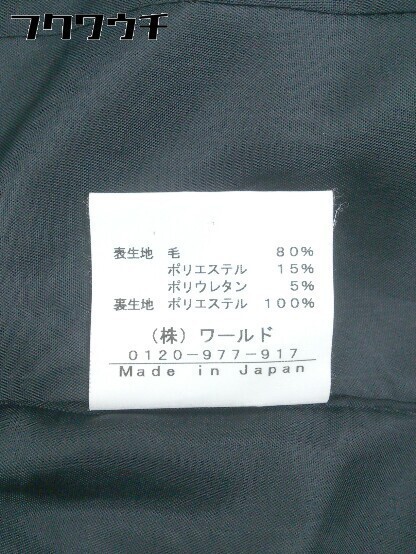 フクウウチ
表生地 毛 80%
ポリエステル 15%
ポリウレタン 5%
裏生地 ポリエステル 100%
(株) ワールド
0120-977-917
Made in Japan